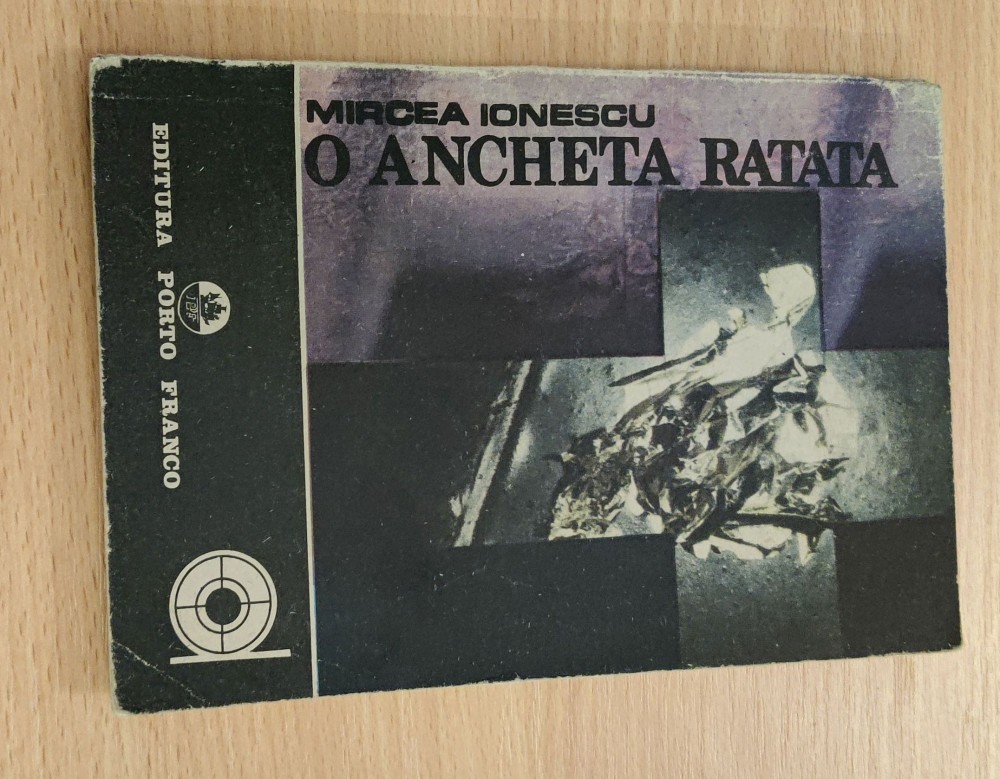 MIRCEA IONESCU
O ANCHETA RATATA
EDITURA PORTO FRANCO